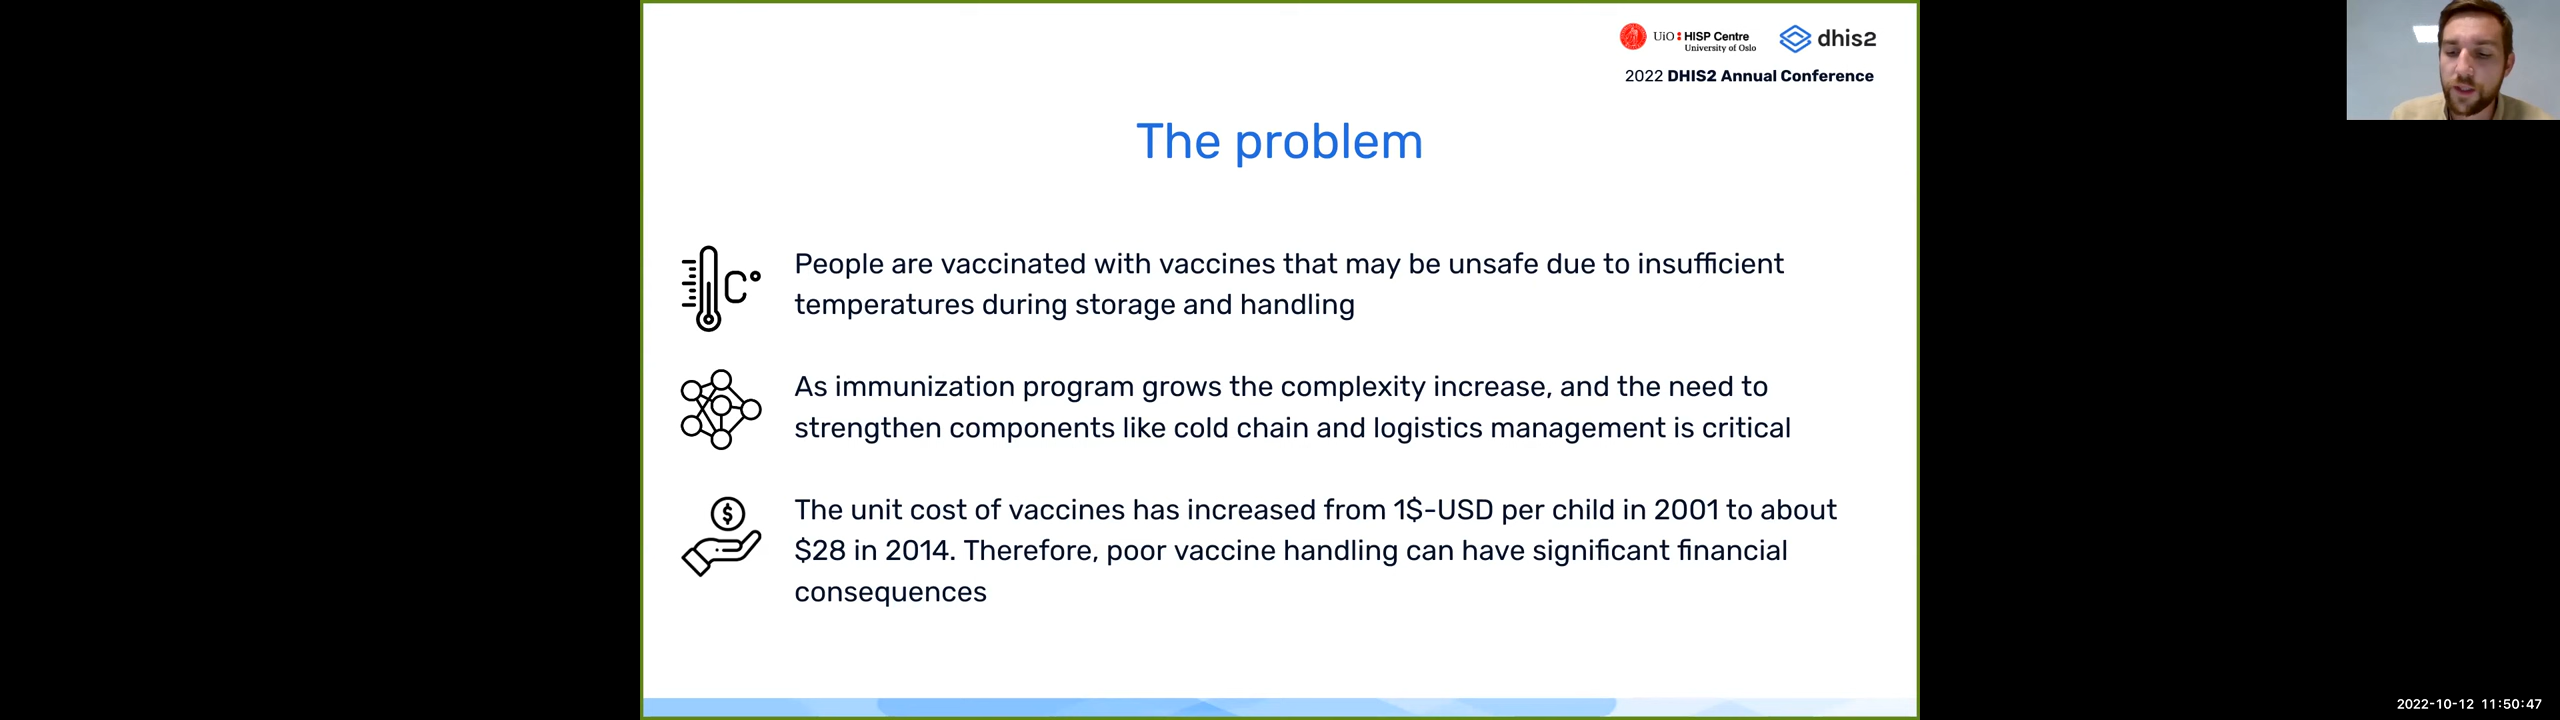 UiO HISP Centre
University of Oslo
dhis2
2022 DHIS2 Annual Conference
The problem
C°
People are vaccinated with vaccines that may be unsafe due to insufficient
temperatures during storage and handling
As immunization program grows the complexity increase, and the need to
strengthen components like cold chain and logistics management is critical
$
The unit cost of vaccines has increased from 1$-USD per child in 2001 to about
$28 in 2014. Therefore, poor vaccine handling can have significant financial
consequences
2022-10-12 11:50:47